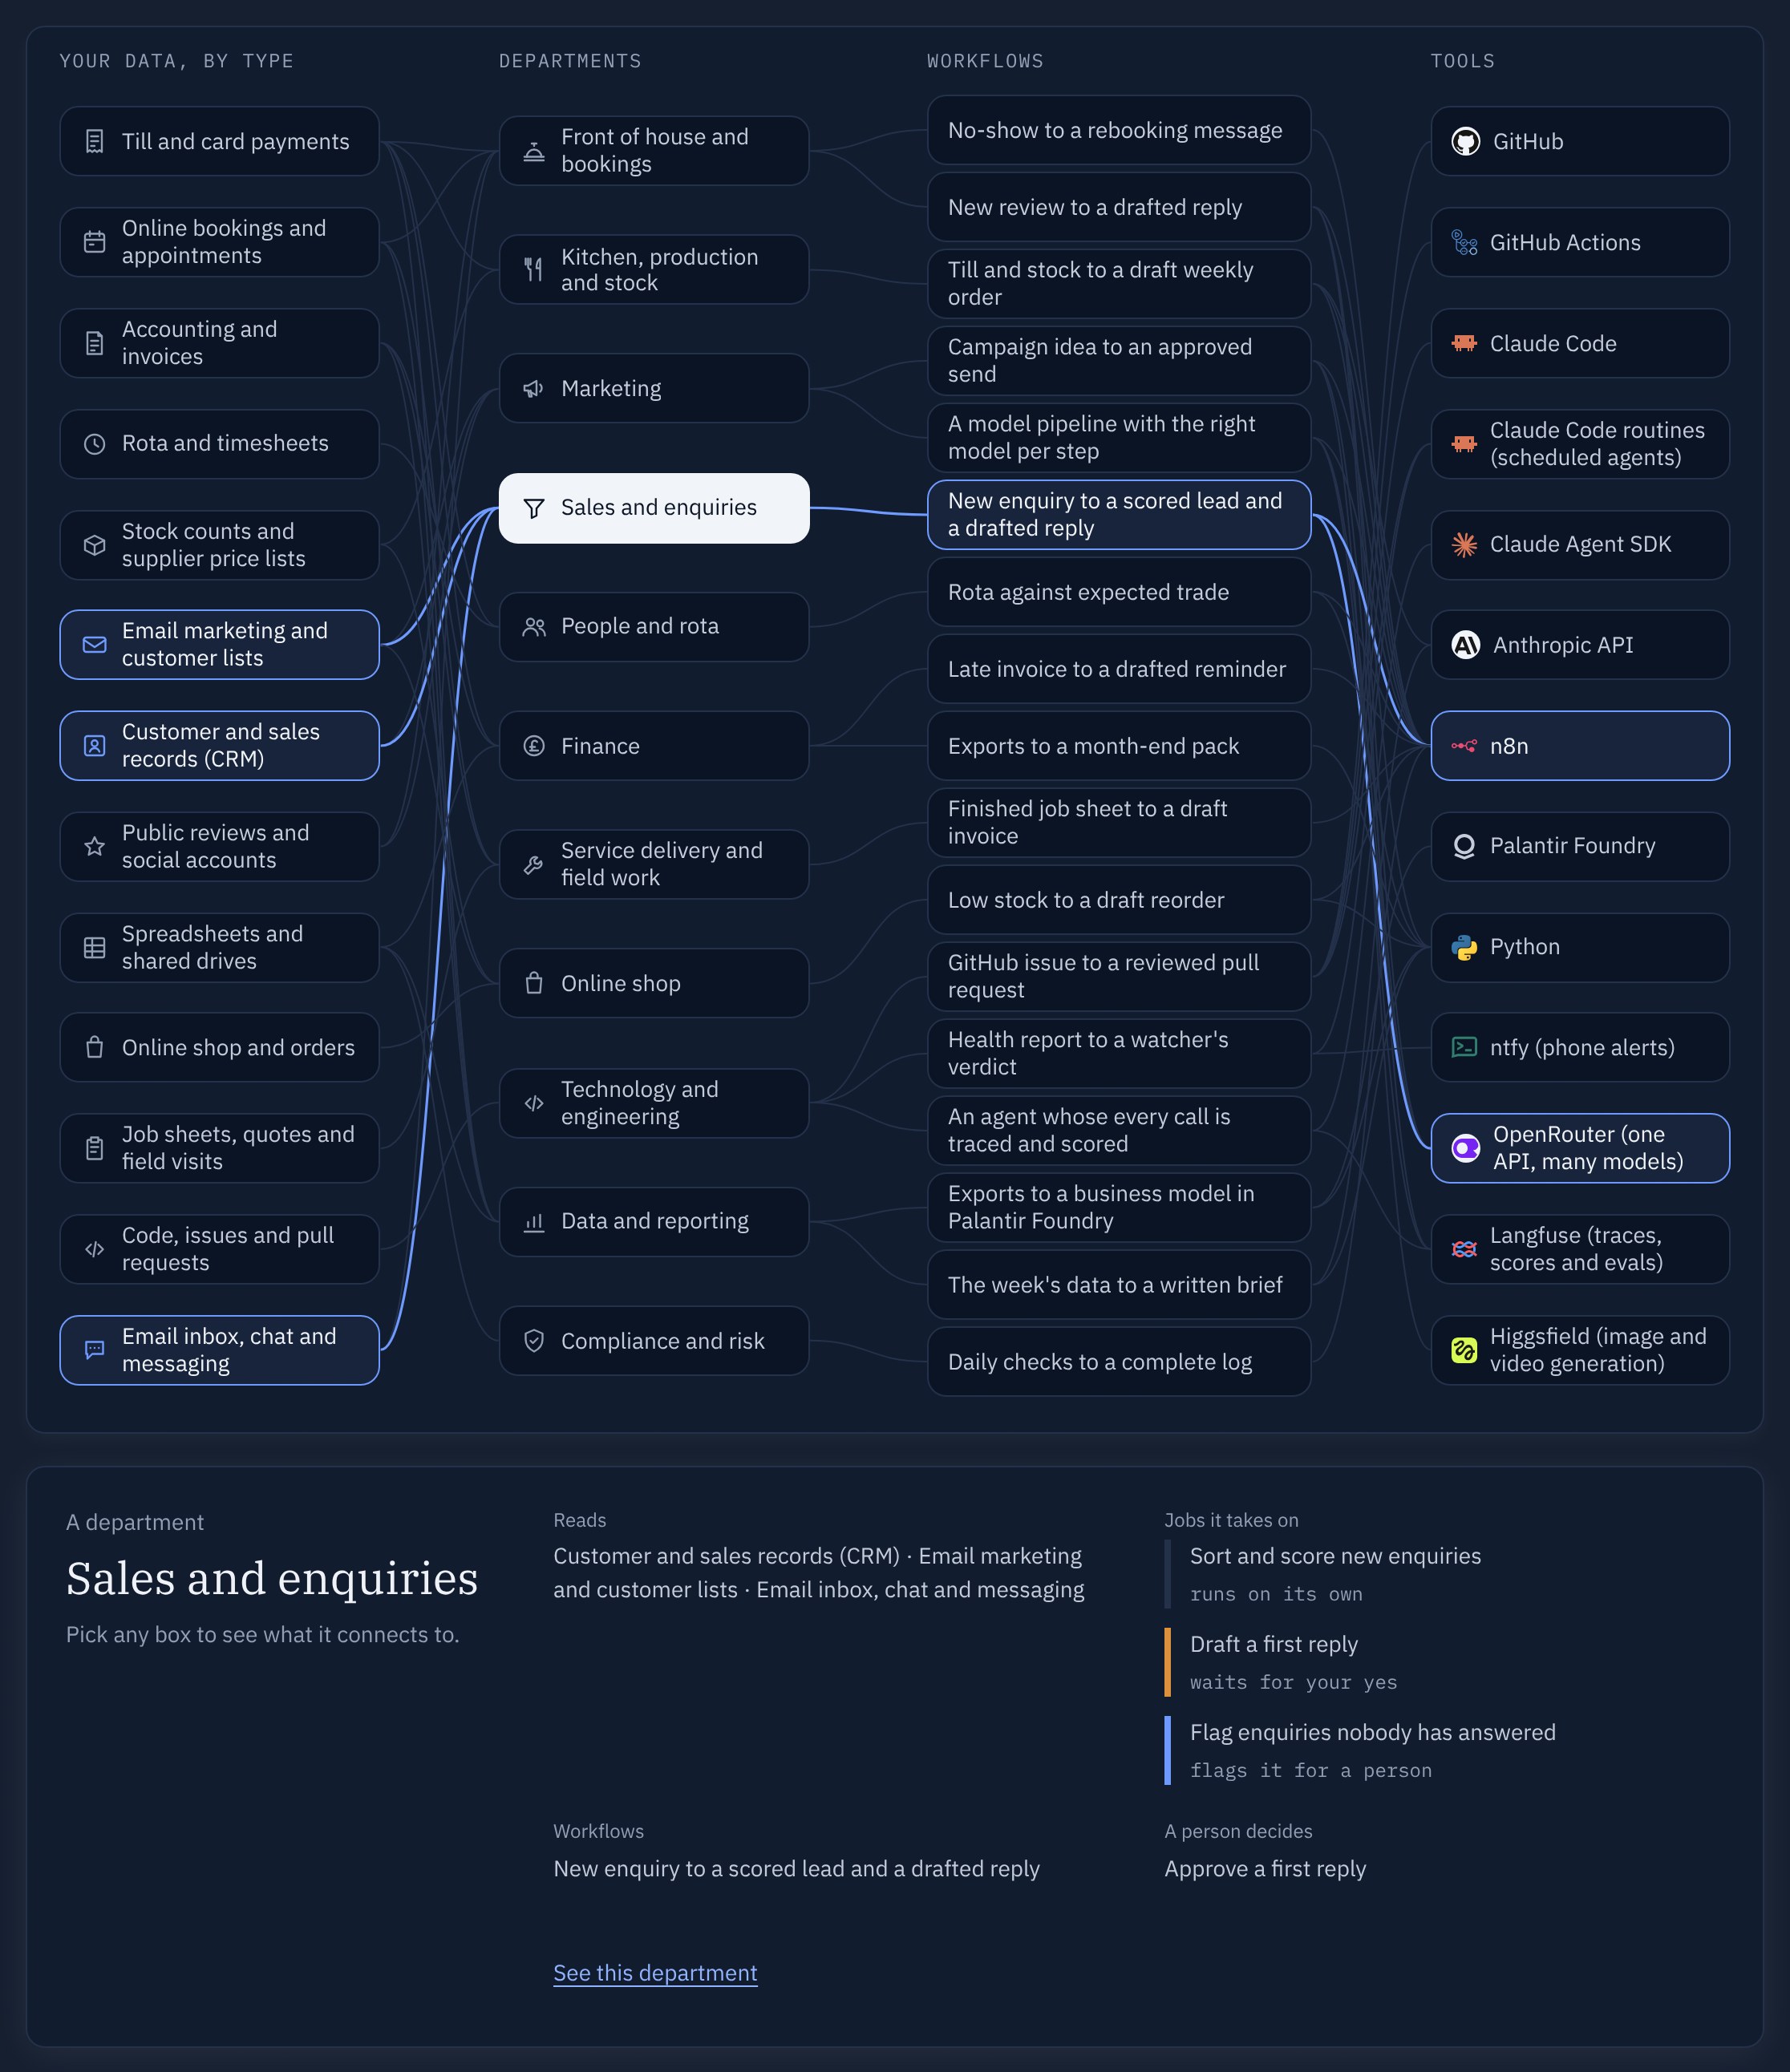 YOUR DATA, BY TYPE
Till and card payments
Online bookings and
appointments
Accounting and
invoices
Rota and timesheets
Stock counts and
supplier price lists
Email marketing and
customer lists
Customer and sales
records (CRM)
Public reviews and
social accounts
Spreadsheets and
shared drives
Online shop and orders
Job sheets, quotes and
field visits
Code, issues and pull
requests
Email inbox, chat and
messaging
DEPARTMENTS
Front of house and
bookings
Kitchen, production
and stock
Marketing
Sales and enquiries
People and rota
Finance
Service delivery and
field work
Online shop
Technology and
engineering
Data and reporting
Compliance and risk
WORKFLOWS
No-show to a rebooking message
New review to a drafted reply
Till and stock to a draft weekly
order
Campaign idea to an approved
send
A model pipeline with the right
model per step
New enquiry to a scored lead and
a drafted reply
Rota against expected trade
Late invoice to a drafted reminder
Exports to a month-end pack
Finished job sheet to a draft
invoice
Low stock to a draft reorder
GitHub issue to a reviewed pull
request
Health report to a watcher's
verdict
An agent whose every call is
traced and scored
Exports to a business model in
Palantir Foundry
The week's data to a written brief
Daily checks to a complete log
TOOLS
GitHub
GitHub Actions
Claude Code
Claude Code routines
(scheduled agents)
Claude Agent SDK
Anthropic API
n8n
Palantir Foundry
Python
ntfy (phone alerts)
OpenRouter (one
API, many models)
Langfuse (traces,
scores and evals)
Higgsfield (image and
video generation)
A department
Sales and enquiries
Pick any box to see what it connects to.
Reads
Customer and sales records (CRM) · Email marketing
and customer lists · Email inbox, chat and messaging
Jobs it takes on
Sort and score new enquiries
runs on its own
Draft a first reply
waits for your yes
Flag enquiries nobody has answered
flags it for a person
Workflows
New enquiry to a scored lead and a drafted reply
A person decides
Approve a first reply
See this department